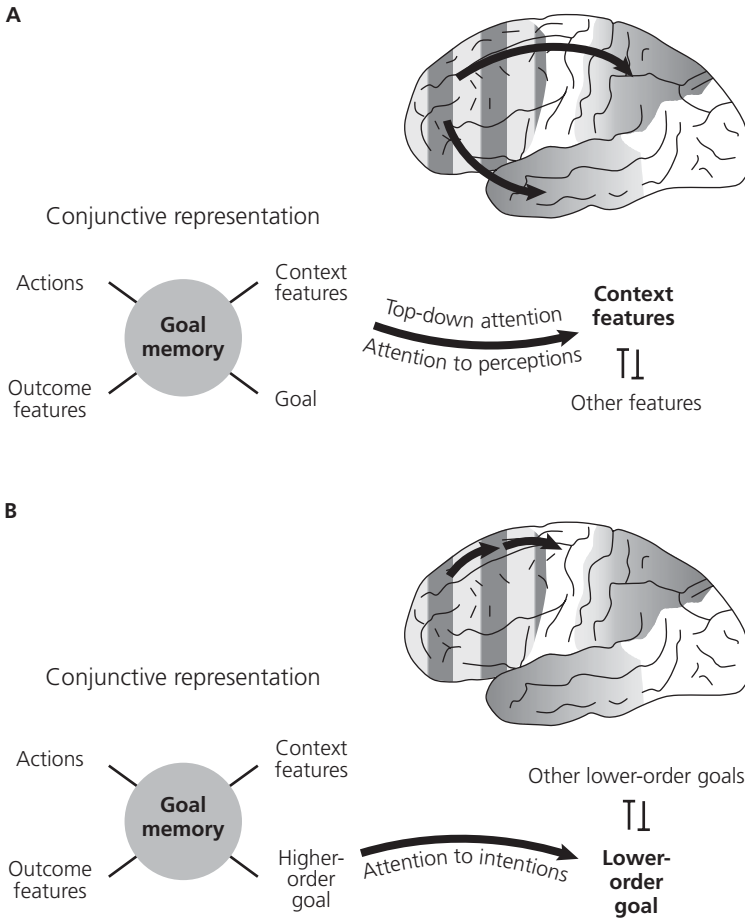 A
Conjunctive representation
Actions
Context
features
Goal
memory
Outcome
features
Goal
Top-down attention
Attention to perceptions
Context
features
Other features
B
Conjunctive representation
Actions
Context
features
Goal
memory
Outcome
features
Higher-
order
goal
Attention to intentions
Other lower-order goals
Lower-
order
goal